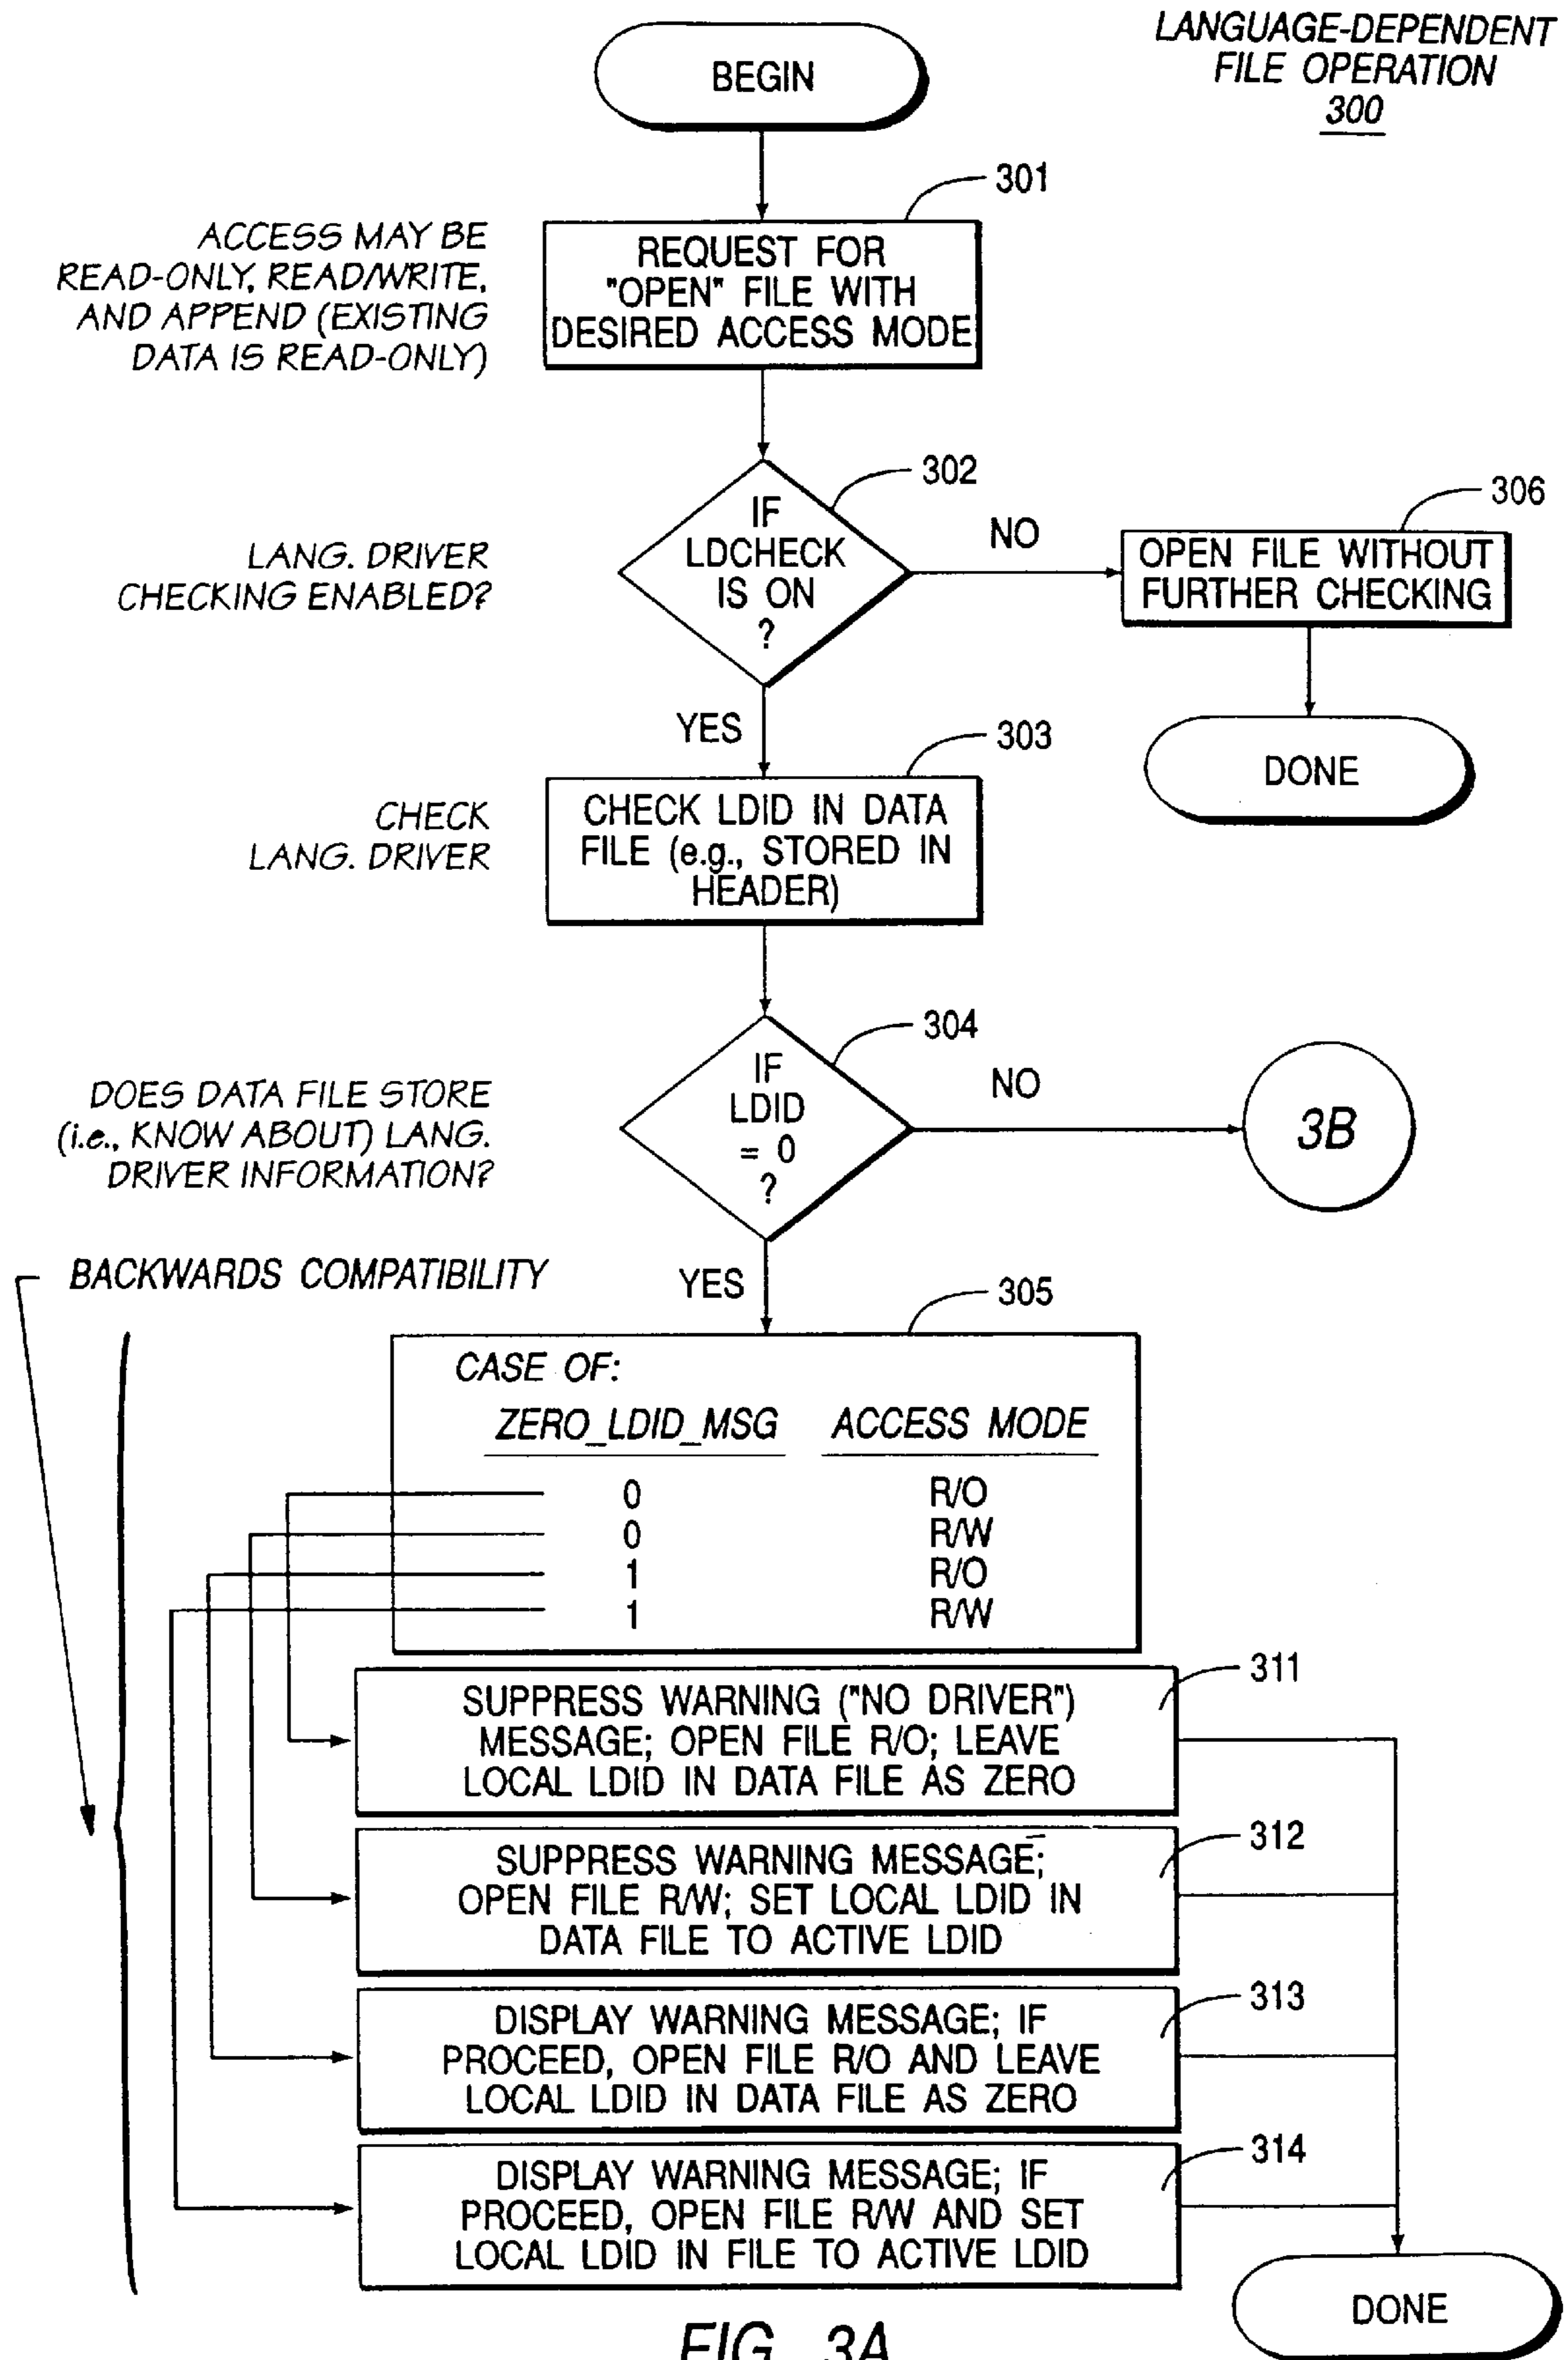 LANGUAGE-DEPENDENT
FILE OPERATION
300
BEGIN
301
ACCESS MAY BE
READ-ONLY, READ/WRITE,
AND APPEND (EXISTING
DATA IS READ-ONLY)
REQUEST FOR
"OPEN" FILE WITH
DESIRED ACCESS MODE
302
IF
LDCHECK
IS ON
?
LANG. DRIVER
CHECKING ENABLED?
NO
306
OPEN FILE WITHOUT
FURTHER CHECKING
DONE
YES
303
CHECK
LANG. DRIVER
CHECK LDID IN DATA
FILE (e.g., STORED IN
HEADER)
304
IF
LDID
= 0
?
DOES DATA FILE STORE
(i.e., KNOW ABOUT) LANG.
DRIVER INFORMATION?
NO
3B
BACKWARDS COMPATIBILITY
YES
305
CASE OF:
ZERO_LDID_MSG ACCESS MODE
0 R/O
0 R/W
1 R/O
1 R/W
311
SUPPRESS WARNING ("NO DRIVER")
MESSAGE; OPEN FILE R/O; LEAVE
LOCAL LDID IN DATA FILE AS ZERO
312
SUPPRESS WARNING MESSAGE;
OPEN FILE R/W; SET LOCAL LDID IN
DATA FILE TO ACTIVE LDID
313
DISPLAY WARNING MESSAGE; IF
PROCEED, OPEN FILE R/O AND LEAVE
LOCAL LDID IN DATA FILE AS ZERO
314
DISPLAY WARNING MESSAGE; IF
PROCEED, OPEN FILE R/W AND SET
LOCAL LDID IN FILE TO ACTIVE LDID
DONE
FIG. 3A